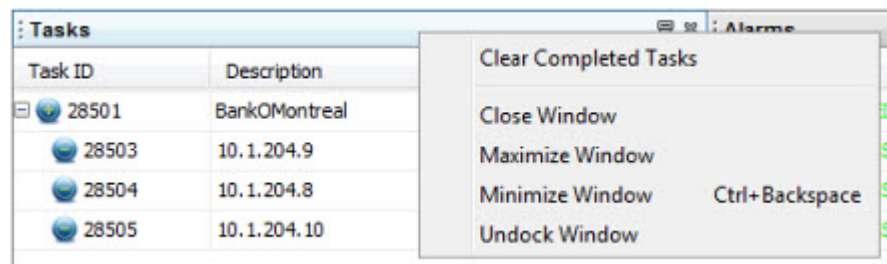 Tasks
Alarms
Task ID Description
28501 BankOMontreal
28503 10.1.204.9
28504 10.1.204.8
28505 10.1.204.10
Clear Completed Tasks
Close Window
Maximize Window
Minimize Window Ctrl+Backspace
Undock Window